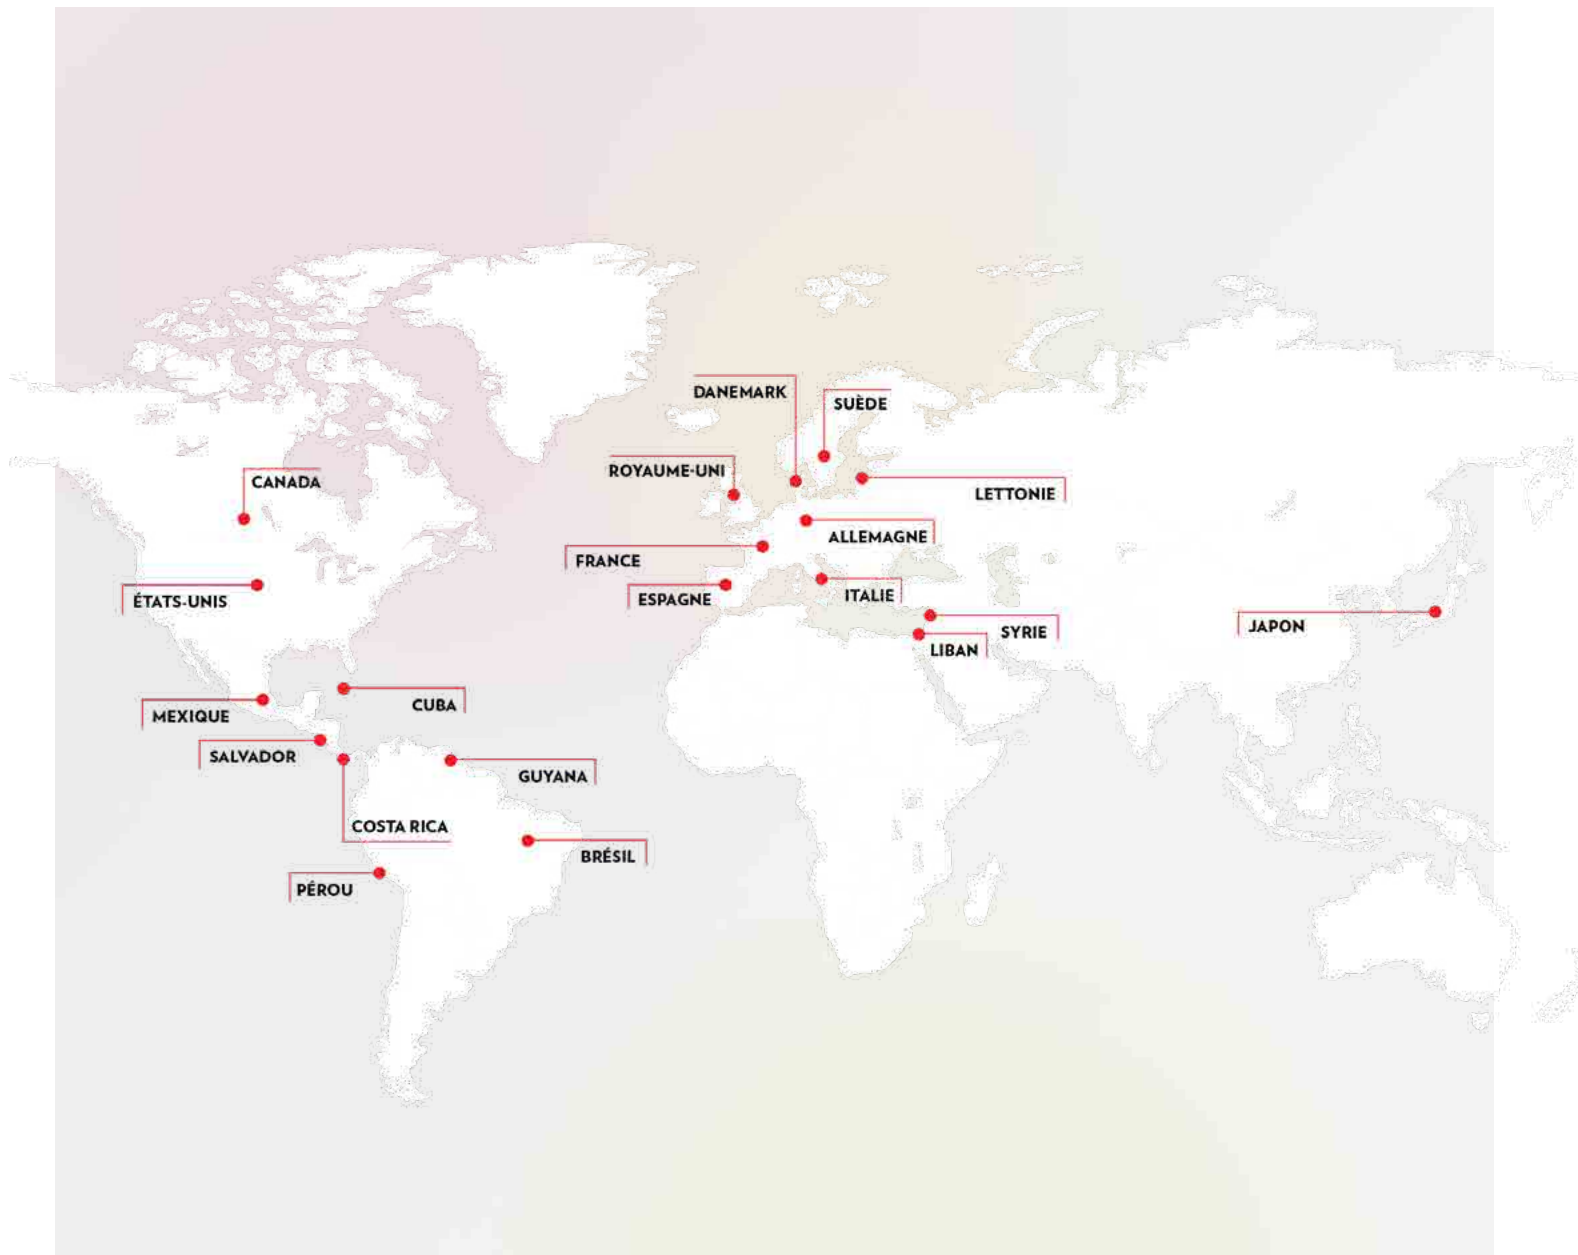 DANEMARK
SUÈDE
ROYAUME-UNI
CANADA
LETTONIE
ALLEMAGNE
FRANCE
ÉTATS-UNIS
ESPAGNE
ITALIE
SYRIE
JAPON
LIBAN
CUBA
MEXIQUE
SALVADOR
GUYANA
COSTA RICA
BRÉSIL
PÉROU